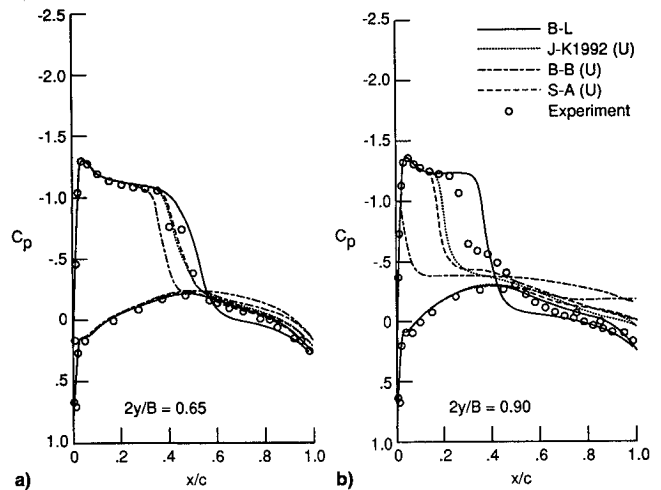 -2.5
-2.0
-1.5
-1.0
-.5
0
.5
1.0
Cp
0
.2
.4
.6
.8
1.0
x/c
2y/B = 0.65
a)
-2.5
-2.0
-1.5
-1.0
-.5
0
.5
1.0
Cp
0
.2
.4
.6
.8
1.0
x/c
2y/B = 0.90
b)
B-L
J-K1992 (U)
B-B (U)
S-A (U)
Experiment